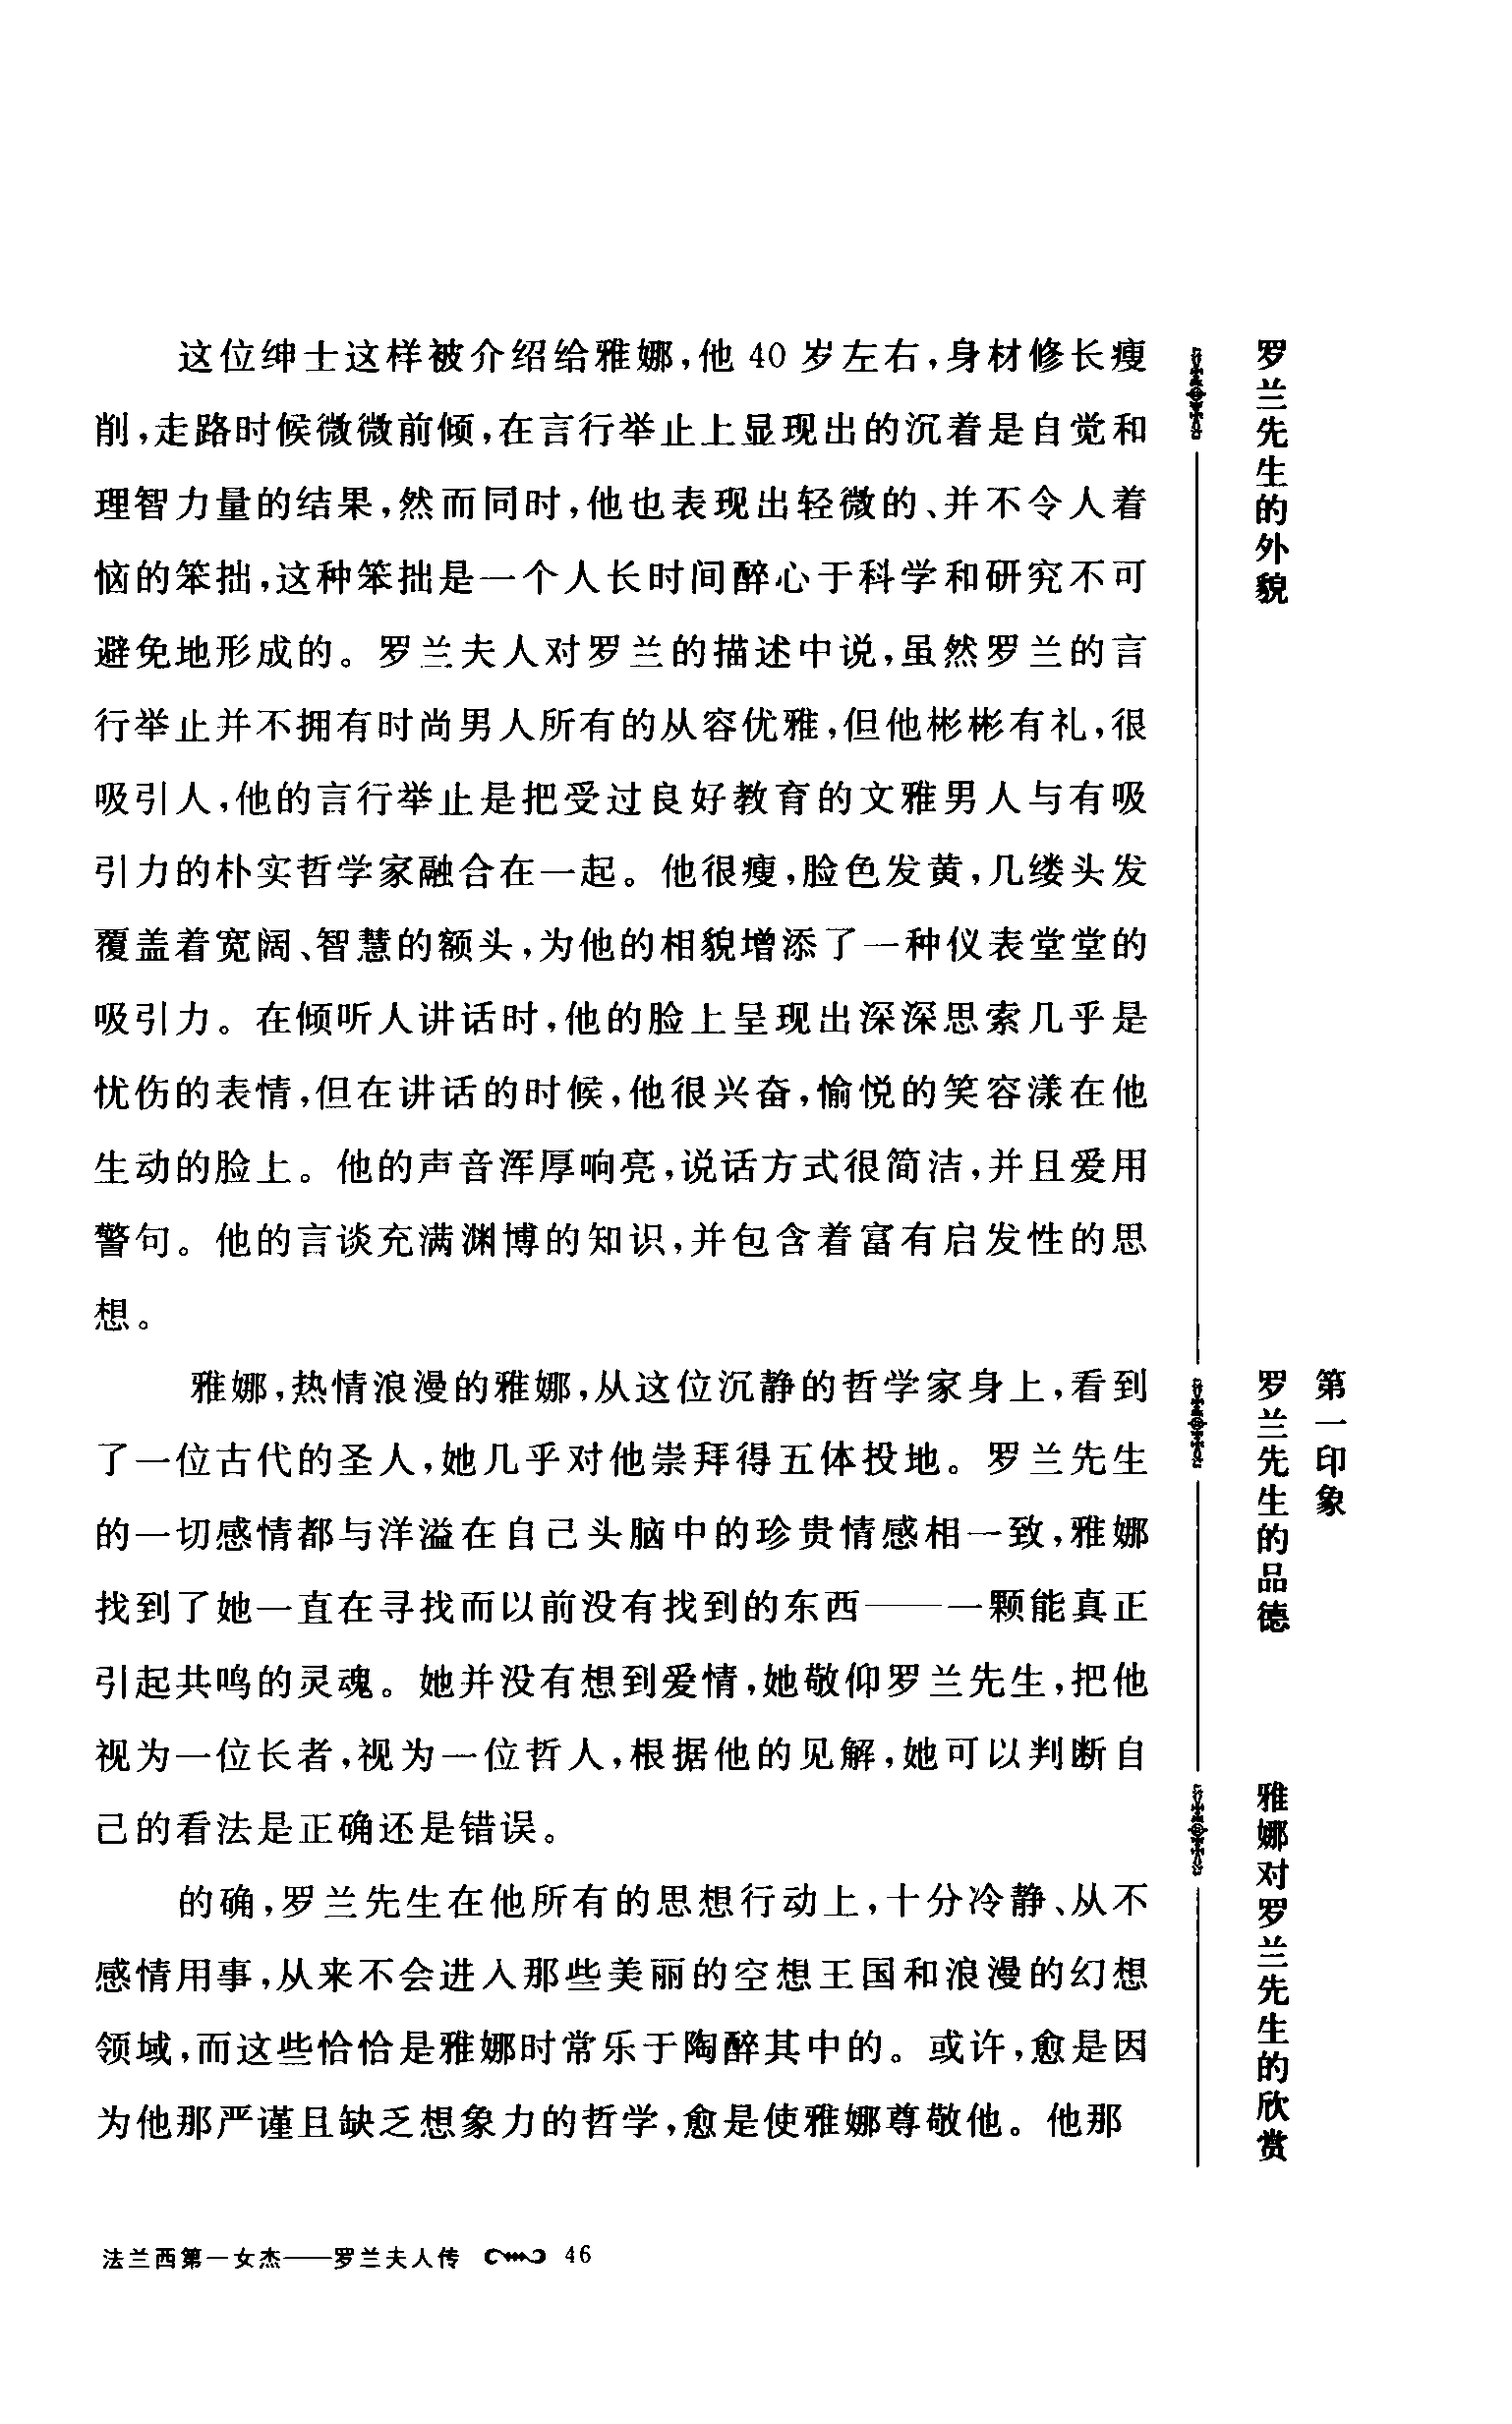 这位绅士这样被介绍给雅娜,他 40 岁左右,身材修长瘦
削,走路时候微微前倾,在言行举止上显现出的沉着是自觉和
理智力量的结果,然而同时,他也表现出轻微的、并不令人着
恼的笨拙,这种笨拙是一个人长时间醉心于科学和研究不可
避免地形成的。罗兰夫人对罗兰的描述中说,虽然罗兰的言
行举止并不拥有时尚男人所有的从容优雅,但他彬彬有礼,很
吸引人,他的言行举止是把受过良好教育的文雅男人与有吸
引力的朴实哲学家融合在一起。他很瘦,脸色发黄,几缕头发
覆盖着宽阔、智慧的额头,为他的相貌增添了一种仪表堂堂的
吸引力。在倾听人讲话时,他的脸上呈现出深深思索几乎是
忧伤的表情,但在讲话的时候,他很兴奋,愉悦的笑容漾在他
生动的脸上。他的声音浑厚响亮,说话方式很简洁,并且爱用
警句。他的言谈充满渊博的知识,并包含着富有启发性的思
想。
雅娜,热情浪漫的雅娜,从这位沉静的哲学家身上,看到
了一位古代的圣人,她几乎对他崇拜得五体投地。罗兰先生
的一切感情都与洋溢在自己头脑中的珍贵情感相一致,雅娜
找到了她一直在寻找而以前没有找到的东西——一颗能真正
引起共鸣的灵魂。她并没有想到爱情,她敬仰罗兰先生,把他
视为一位长者,视为一位哲人,根据他的见解,她可以判断自
己的看法是正确还是错误。
的确,罗兰先生在他所有的思想行动上,十分冷静、从不
感情用事,从来不会进入那些美丽的空想王国和浪漫的幻想
领域,而这些恰恰是雅娜时常乐于陶醉其中的。或许,愈是因
为他那严谨且缺乏想象力的哲学,愈是使雅娜尊敬他。他那
罗兰先生的外貌
第一印象
罗兰先生的品德
雅娜对罗兰先生的欣赏
法兰西第一女杰——罗兰夫人传 46